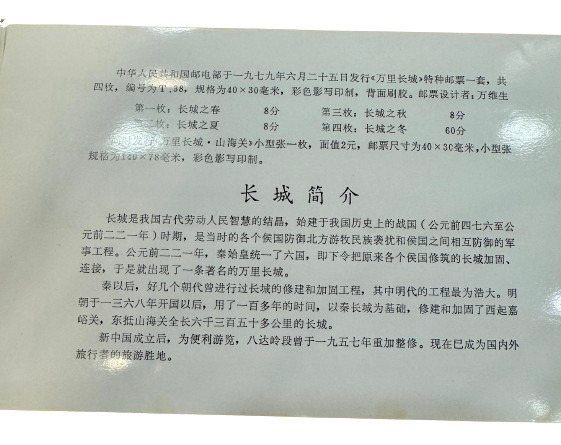 中华人民共和国邮电部于一九七九年六月二十五日发行《万里长城》特种邮票一套，共
四枚，编号为T.38，规格为40×30毫米，彩色影写印制，背面刷胶。邮票设计者：万维生
第一枚：长城之春 8分 第三枚：长城之秋 8分
第二枚：长城之夏 8分 第四枚：长城之冬 60分
同时发行《万里长城·山海关》小型张一枚，面值2元，邮票尺寸为40×30毫米，小型张
规格为130×78毫米，彩色影写印制。
长城简介
长城是我国古代劳动人民智慧的结晶，始建于我国历史上的战国（公元前四七六至公
元前二二一年）时期，是当时的各个侯国防御北方游牧民族袭扰和侯国之间相互防御的军
事工程。公元前二二一年，秦始皇统一了六国，即下令把原来各个侯国修筑的长城加固、
连接，于是就出现了一条著名的万里长城。
秦以后，好几个朝代曾进行过长城的修建和加固工程，其中明代的工程最为浩大。明
朝于一三六八年开国以后，用了一百多年的时间，以秦长城为基础，修建和加固了西起嘉
峪关，东抵山海关全长六千三百五十多公里的长城。
新中国成立后，为便利游览，八达岭段曾于一九五七年重加整修。现在已成为国内外
旅行者的旅游胜地。